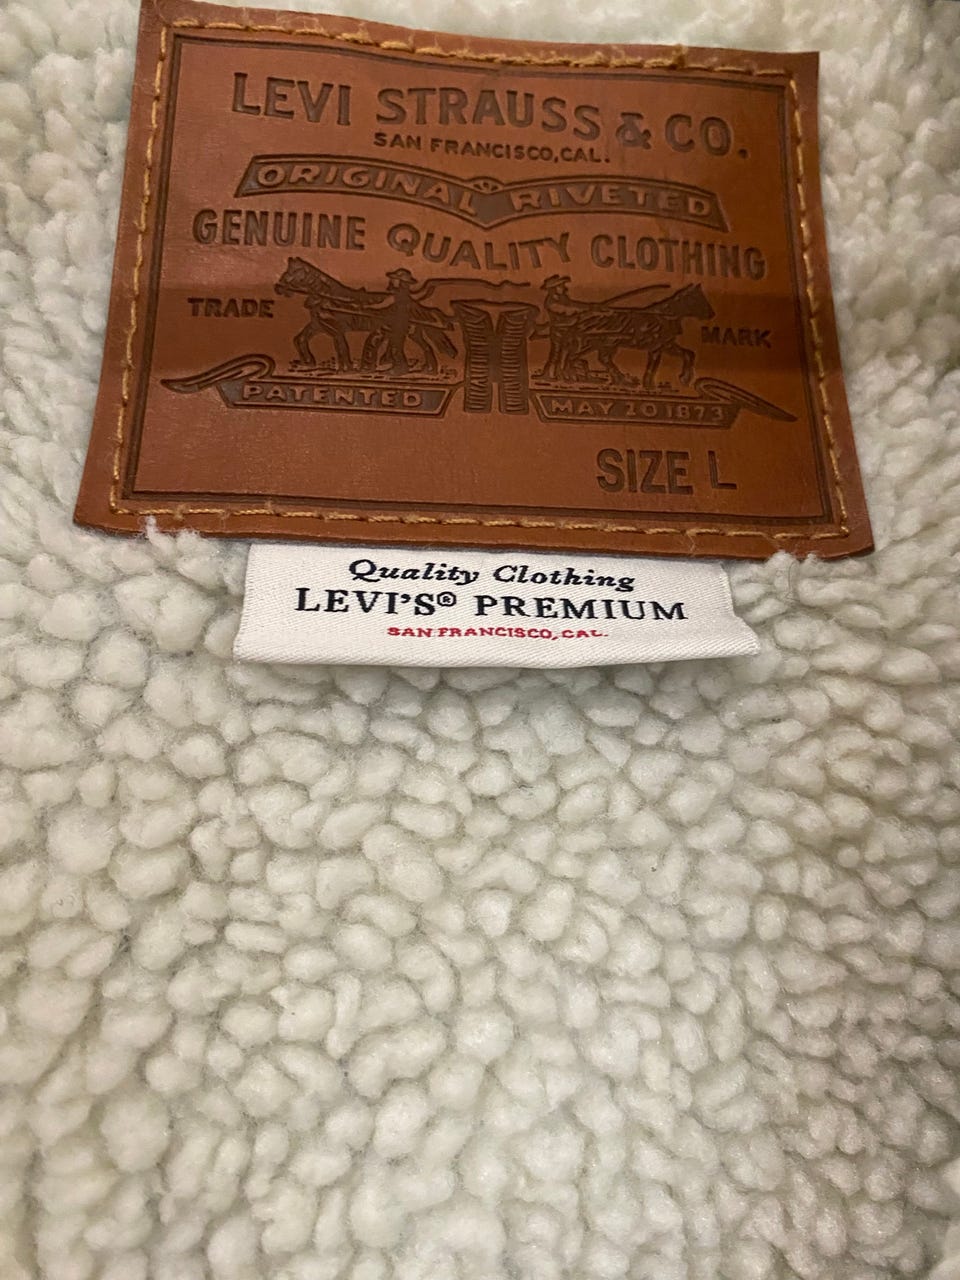 LEVI STRAUSS & CO.
SAN FRANCISCO, CAL.
ORIGINAL RIVETED
GENUINE QUALITY CLOTHING
TRADE MARK
PATENTED MAY 20 1873
SIZE L
Quality Clothing
LEVI'S® PREMIUM
SAN FRANCISCO, CAL.